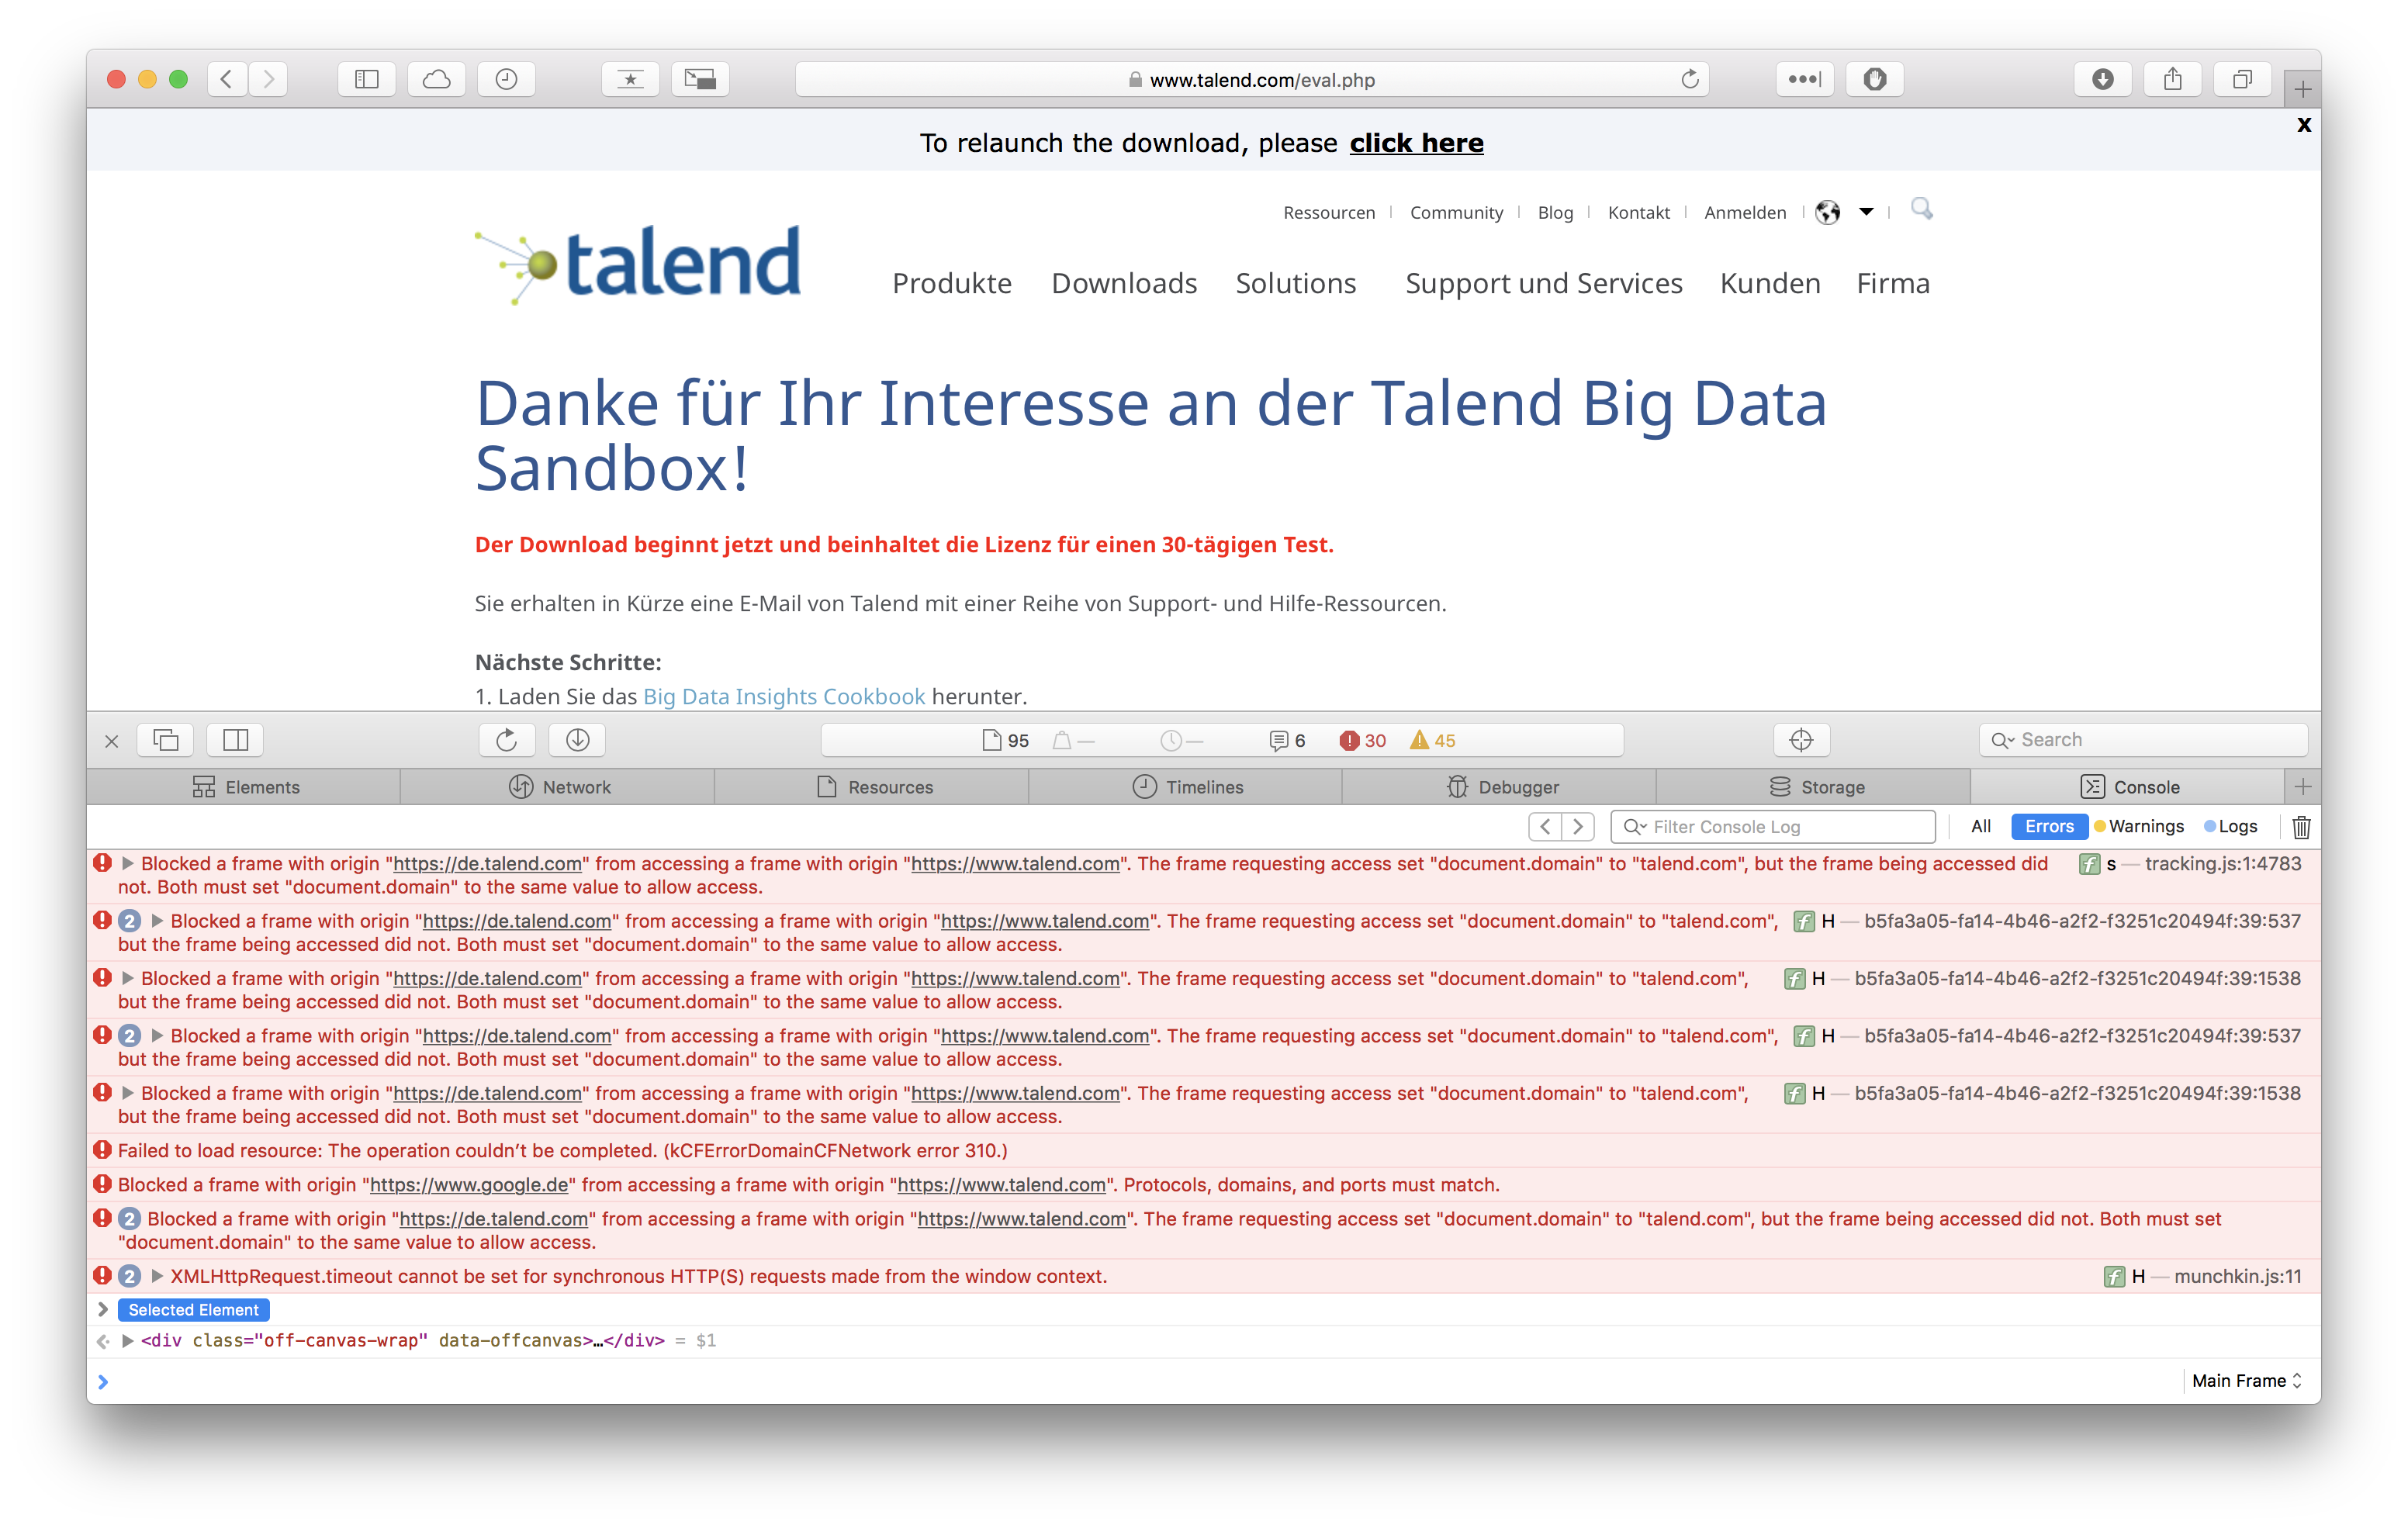 www.talend.com/eval.php
To relaunch the download, please click here
x
Ressourcen
Community
Blog
Kontakt
Anmelden
talend
Produkte
Downloads
Solutions
Support und Services
Kunden
Firma
Danke für Ihr Interesse an der Talend Big Data
Sandbox!
Der Download beginnt jetzt und beinhaltet die Lizenz für einen 30-tägigen Test.
Sie erhalten in Kürze eine E-Mail von Talend mit einer Reihe von Support- und Hilfe-Ressourcen.
Nächste Schritte:
1. Laden Sie das Big Data Insights Cookbook herunter.
95 — — 6 30 45
Search
Elements
Network
Resources
Timelines
Debugger
Storage
Console
Filter Console Log
All
Errors
Warnings
Logs
Blocked a frame with origin "https://de.talend.com" from accessing a frame with origin "https://www.talend.com". The frame requesting access set "document.domain" to "talend.com", but the frame being accessed did f s — tracking.js:1:4783
not. Both must set "document.domain" to the same value to allow access.
2 Blocked a frame with origin "https://de.talend.com" from accessing a frame with origin "https://www.talend.com". The frame requesting access set "document.domain" to "talend.com", f H — b5fa3a05-fa14-4b46-a2f2-f3251c20494f:39:537
but the frame being accessed did not. Both must set "document.domain" to the same value to allow access.
Blocked a frame with origin "https://de.talend.com" from accessing a frame with origin "https://www.talend.com". The frame requesting access set "document.domain" to "talend.com", f H — b5fa3a05-fa14-4b46-a2f2-f3251c20494f:39:1538
but the frame being accessed did not. Both must set "document.domain" to the same value to allow access.
2 Blocked a frame with origin "https://de.talend.com" from accessing a frame with origin "https://www.talend.com". The frame requesting access set "document.domain" to "talend.com", f H — b5fa3a05-fa14-4b46-a2f2-f3251c20494f:39:537
but the frame being accessed did not. Both must set "document.domain" to the same value to allow access.
Blocked a frame with origin "https://de.talend.com" from accessing a frame with origin "https://www.talend.com". The frame requesting access set "document.domain" to "talend.com", f H — b5fa3a05-fa14-4b46-a2f2-f3251c20494f:39:1538
but the frame being accessed did not. Both must set "document.domain" to the same value to allow access.
Failed to load resource: The operation couldn’t be completed. (kCFErrorDomainCFNetwork error 310.)
Blocked a frame with origin "https://www.google.de" from accessing a frame with origin "https://www.talend.com". Protocols, domains, and ports must match.
2 Blocked a frame with origin "https://de.talend.com" from accessing a frame with origin "https://www.talend.com". The frame requesting access set "document.domain" to "talend.com", but the frame being accessed did not. Both must set
"document.domain" to the same value to allow access.
2 XMLHttpRequest.timeout cannot be set for synchronous HTTP(S) requests made from the window context. f H — munchkin.js:11
Selected Element
<div class="off-canvas-wrap" data-offcanvas>…</div> = $1
Main Frame